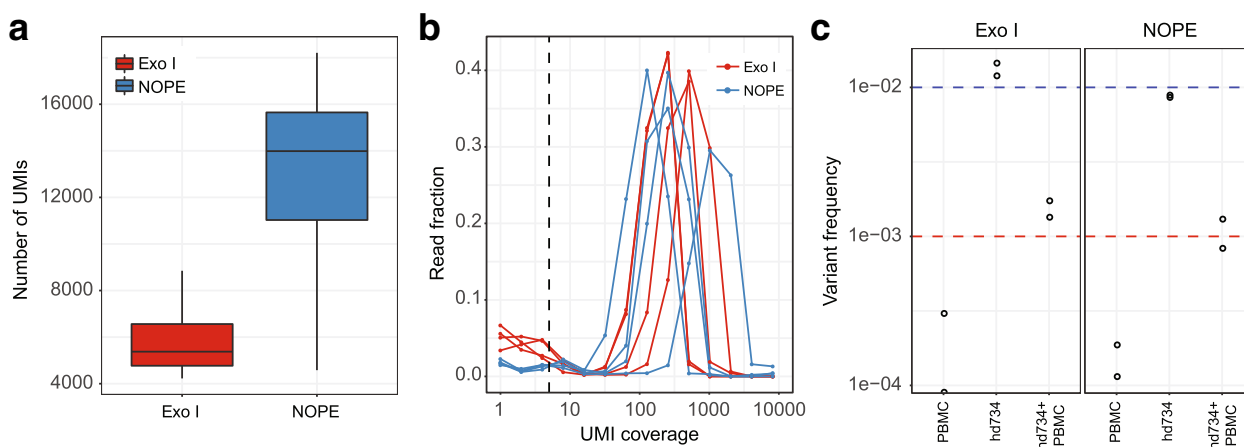 a
Number of UMIs
16000
12000
8000
4000
Exo I
NOPE
Exo I
NOPE
b
Read fraction
0.4
0.3
0.2
0.1
0.0
Exo I
NOPE
1
10
100
1000
10000
UMI coverage
c
Exo I
NOPE
Variant frequency
1e−02
1e−03
1e−04
PBMC
hd734
hd734+
PBMC
PBMC
hd734
hd734+
PBMC